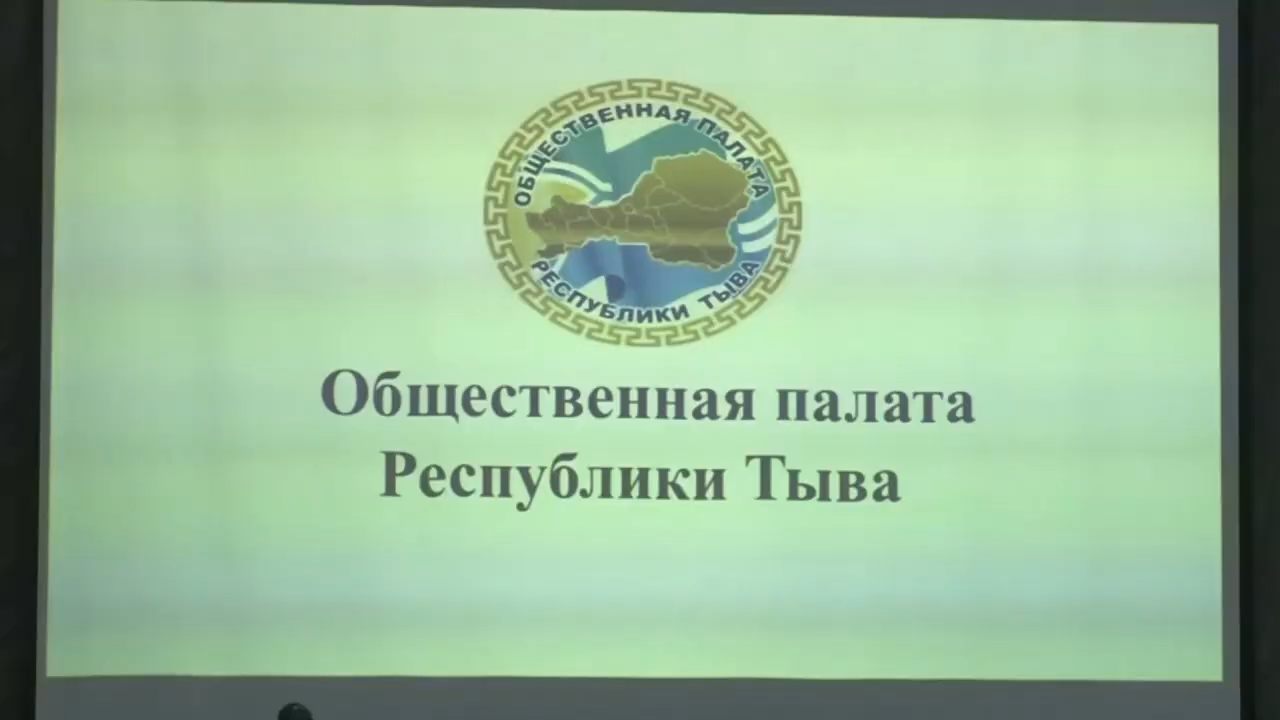 ОБЩЕСТВЕННАЯ ПАЛАТА
РЕСПУБЛИКИ ТЫВА
Общественная палата
Республики Тыва